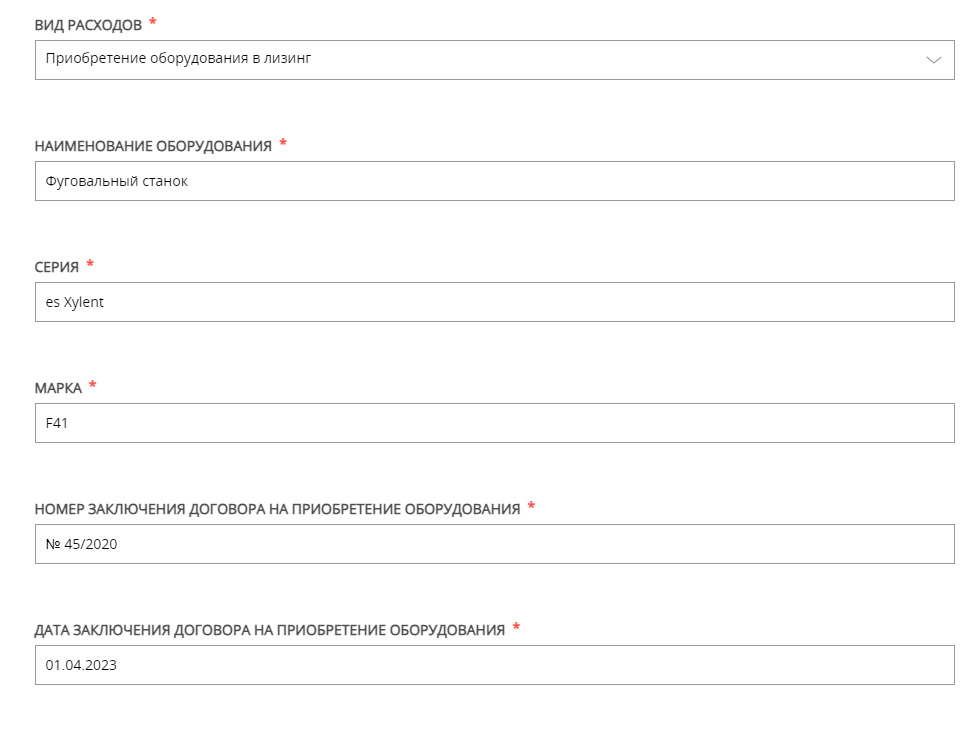 ВИД РАСХОДОВ *
Приобретение оборудования в лизинг
НАИМЕНОВАНИЕ ОБОРУДОВАНИЯ *
Фуговальный станок
СЕРИЯ *
es Xylent
МАРКА *
F41
НОМЕР ЗАКЛЮЧЕНИЯ ДОГОВОРА НА ПРИОБРЕТЕНИЕ ОБОРУДОВАНИЯ *
№ 45/2020
ДАТА ЗАКЛЮЧЕНИЯ ДОГОВОРА НА ПРИОБРЕТЕНИЕ ОБОРУДОВАНИЯ *
01.04.2023